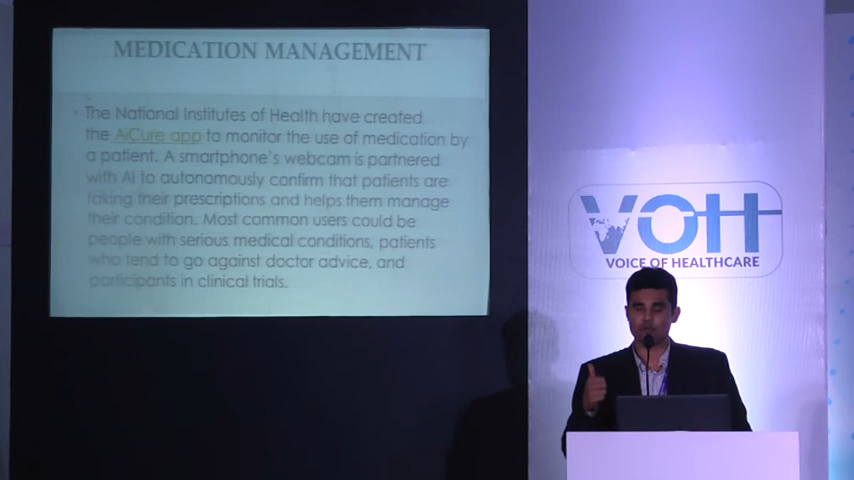 MEDICATION MANAGEMENT
• The National Institutes of Health have created
the AiCure app to monitor the use of medication by
a patient. A smartphone's webcam is partnered
with AI to autonomously confirm that patients are
taking their prescriptions and helps them manage
their condition. Most common users could be
people with serious medical conditions, patients
who tend to go against doctor advice, and
participants in clinical trials.
VOH
VOICE OF HEALTHCARE